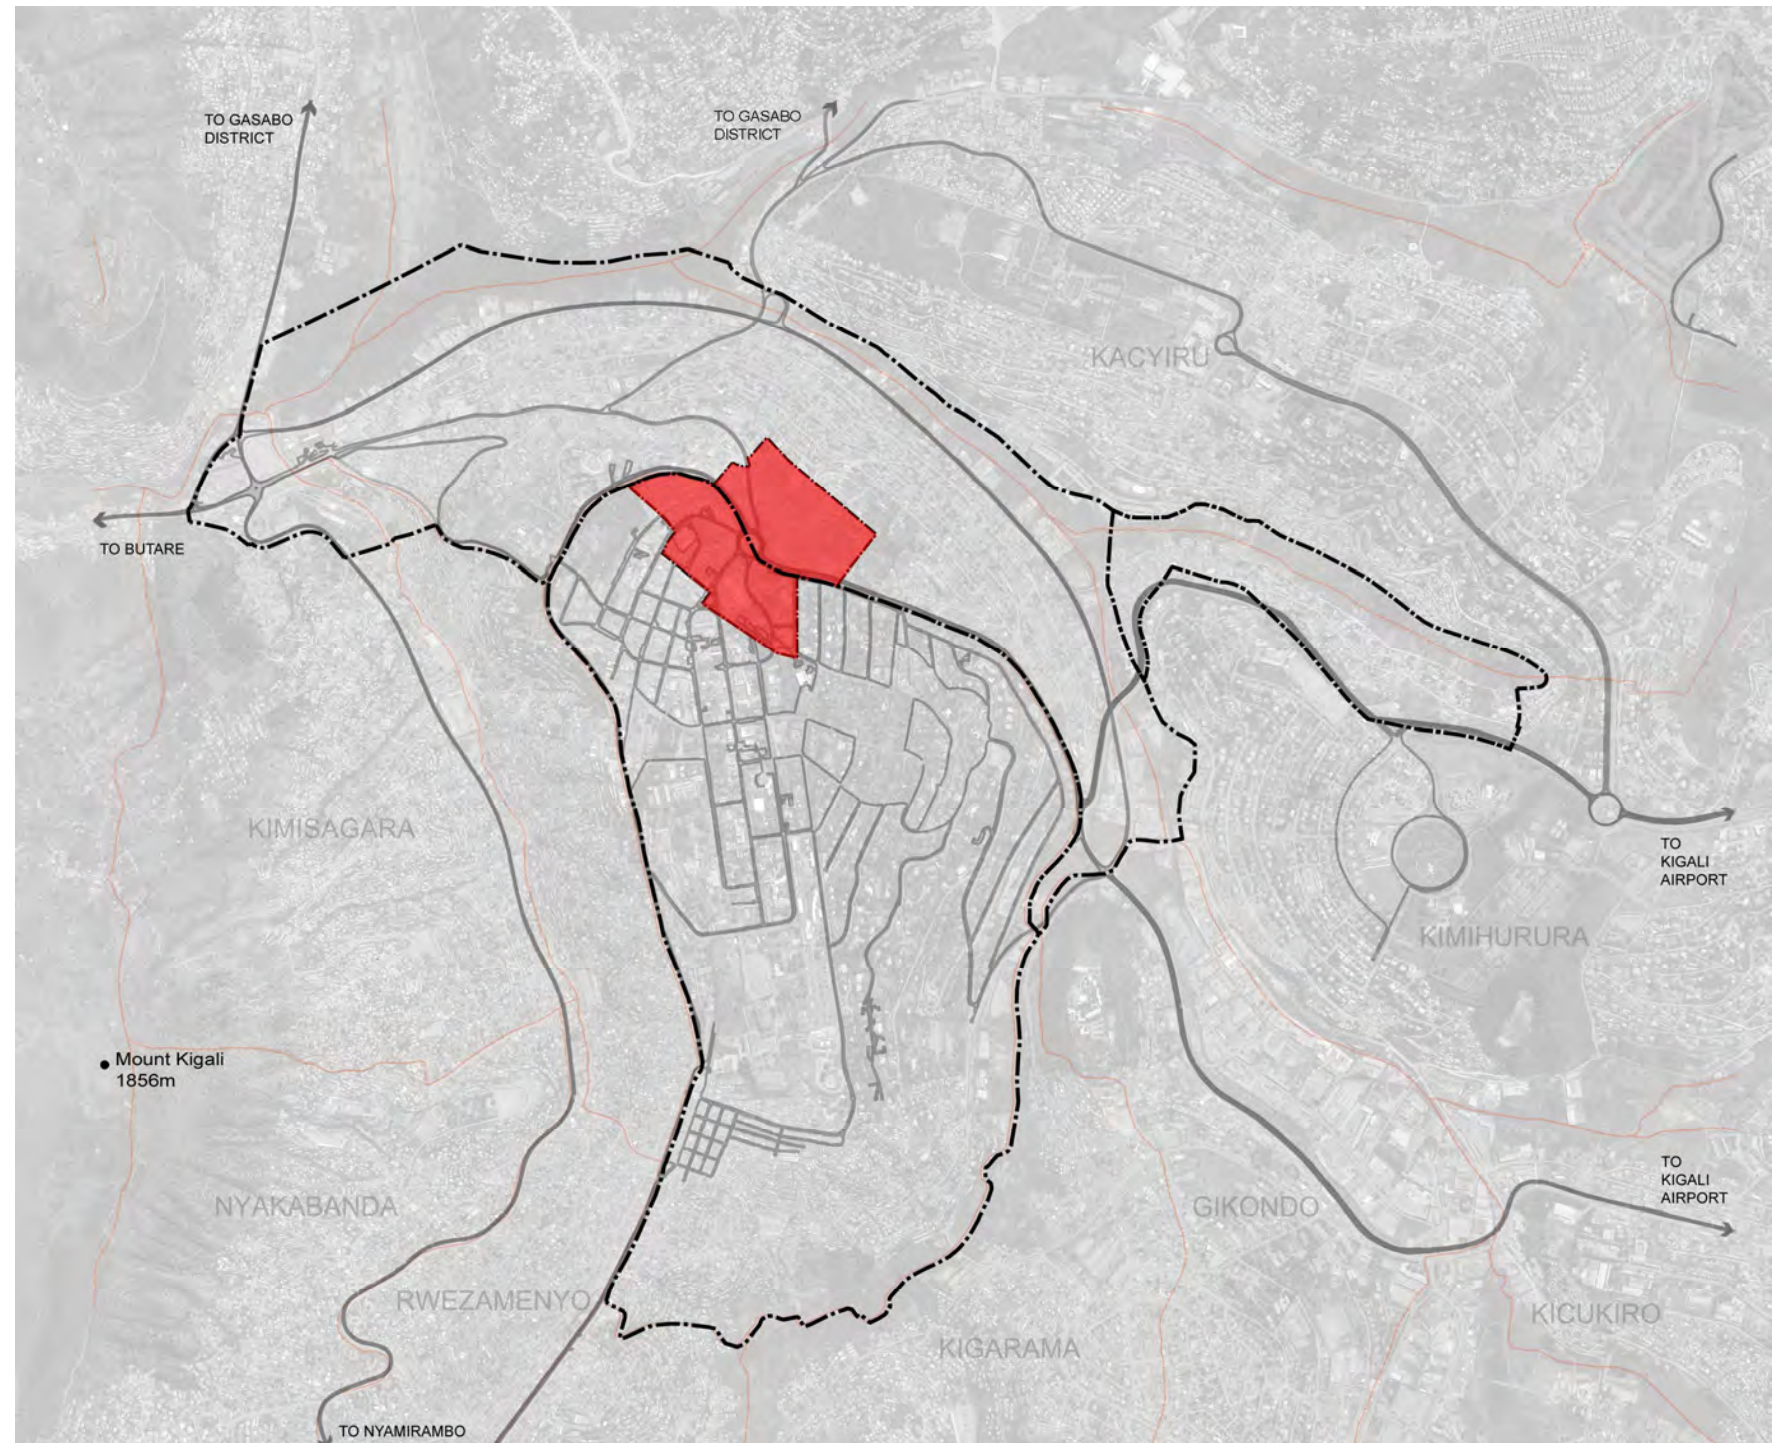 TO GASABO
DISTRICT
TO GASABO
DISTRICT
KACYIRU
TO BUTARE
KIMISAGARA
TO
KIGALI
AIRPORT
KIMIHURURA
Mount Kigali
1856m
TO
KIGALI
AIRPORT
NYAKABANDA
GIKONDO
RWEZAMENYO
KICUKIRO
KIGARAMA
TO NYAMIRAMBO